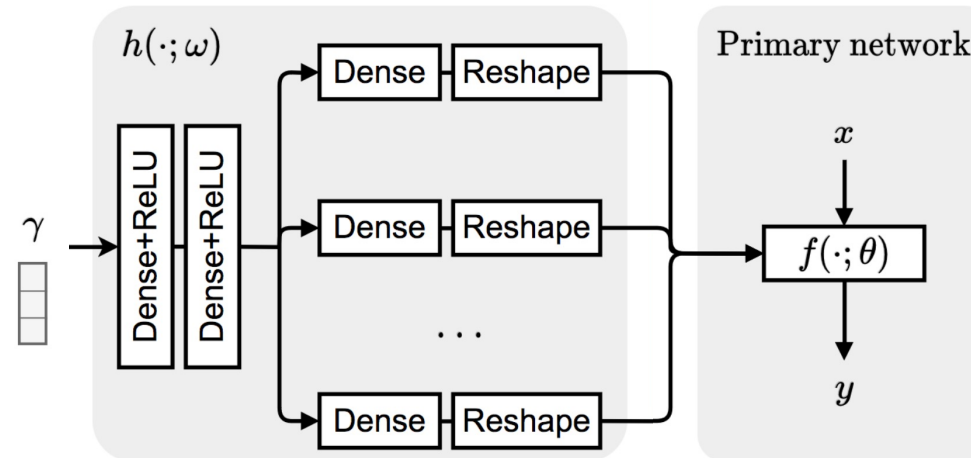 h(·; ω)
Primary network
Dense Reshape
x
Dense+ReLU
Dense+ReLU
γ
Dense Reshape
f(·; θ)
...
y
Dense Reshape